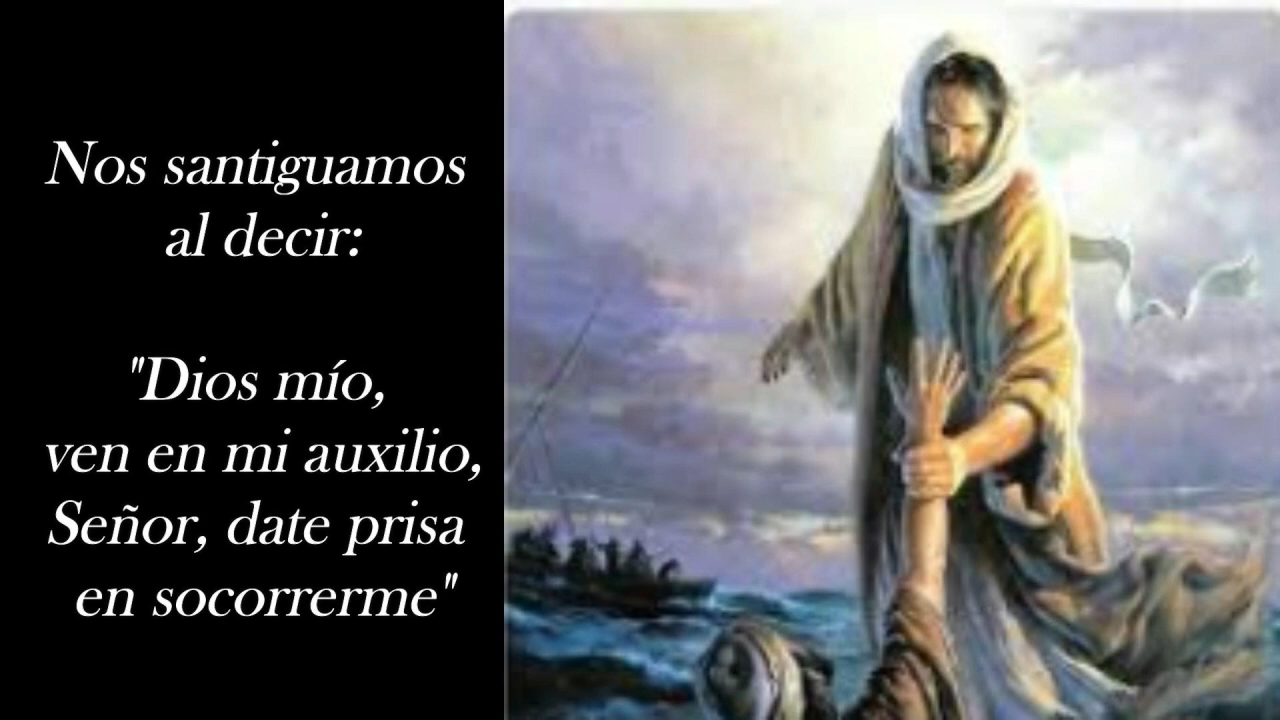 Nos santiguamos
al decir:
"Dios mío,
ven en mi auxilio,
Señor, date prisa
en socorrerme"